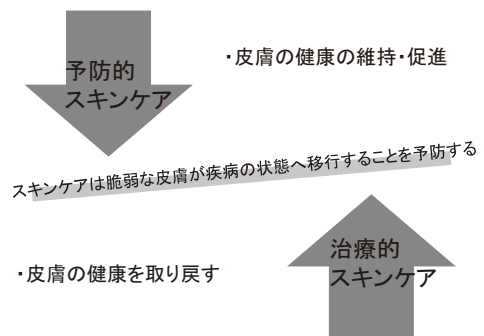 予防的
スキンケア
・皮膚の健康の維持・促進
スキンケアは脆弱な皮膚が疾病の状態へ移行することを予防する
・皮膚の健康を取り戻す
治療的
スキンケア